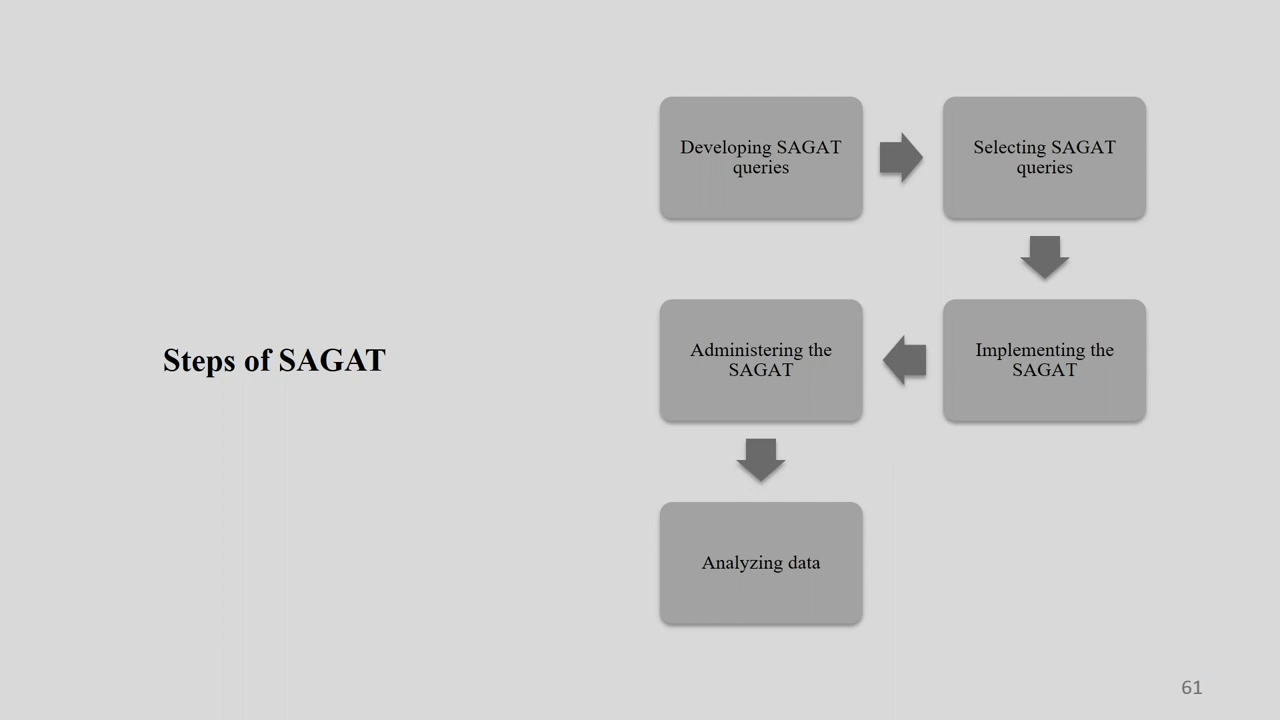 Steps of SAGAT
Developing SAGAT
queries
Selecting SAGAT
queries
Implementing the
SAGAT
Administering the
SAGAT
Analyzing data
61